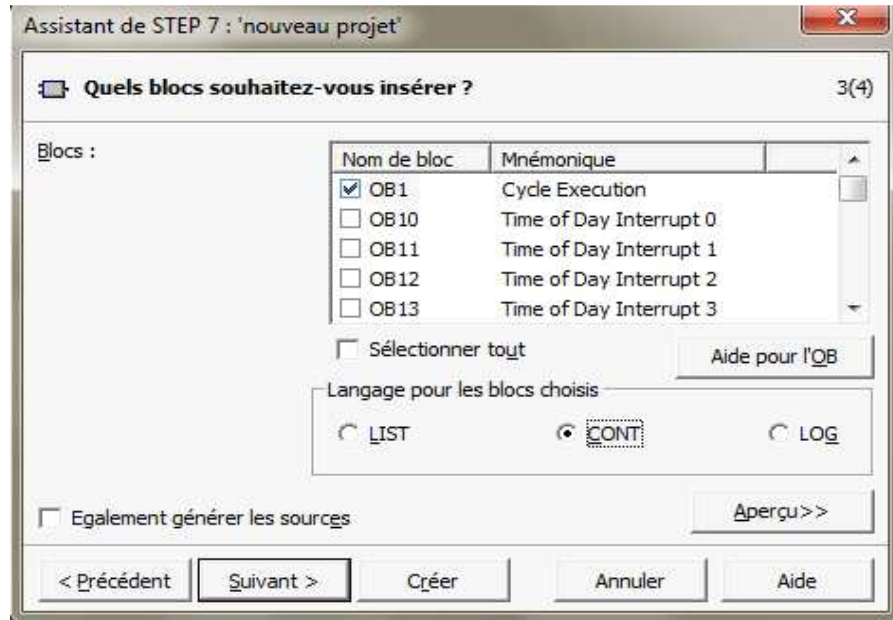 Assistant de STEP 7 : 'nouveau projet'
Quels blocs souhaitez-vous insérer ? 3(4)
Blocs :
Nom de bloc Mnémonique
OB1 Cycle Execution
OB10 Time of Day Interrupt 0
OB11 Time of Day Interrupt 1
OB12 Time of Day Interrupt 2
OB13 Time of Day Interrupt 3
Sélectionner tout Aide pour l'OB
Langage pour les blocs choisis
LIST CONT LOG
Egalement générer les sources Aperçu>>
< Précédent Suivant > Créer Annuler Aide